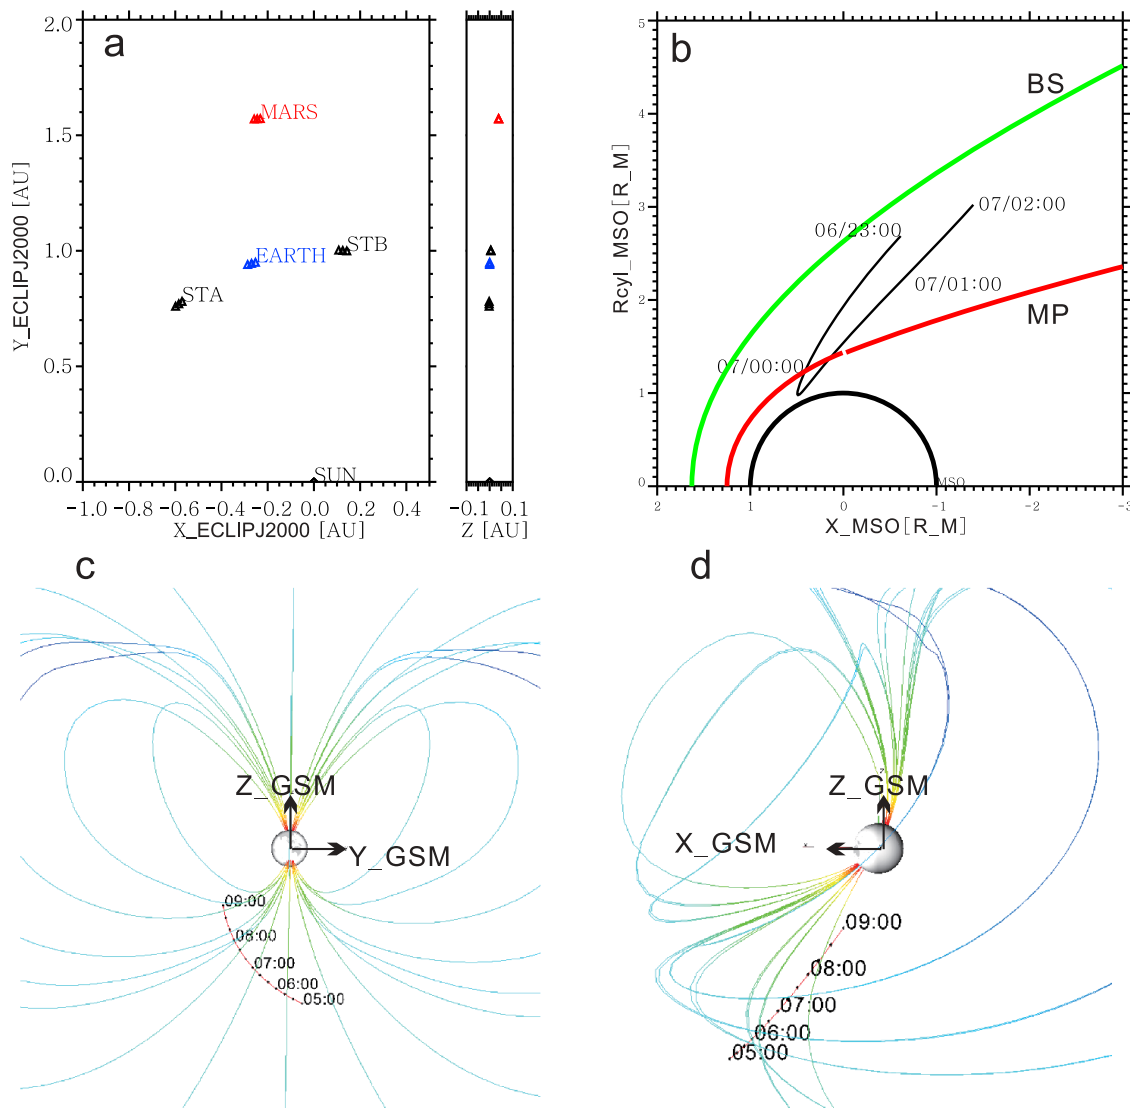 a
2.0
1.5
1.0
0.5
0.0
Y_ECLIPJ2000 [AU]
MARS
EARTH
STB
STA
SUN
-1.0 -0.8 -0.6 -0.4 -0.2 0.0 0.2 0.4
X_ECLIPJ2000 [AU]
-0.1 0.1
Z [AU]
b
5
4
3
2
1
0
Rcyl_MSO[R_M]
BS
07/02:00
06/23:00
07/01:00
MP
07/00:00
MSO
2 1 0 -1 -2 -3
X_MSO[R_M]
c
Z_GSM
Y_GSM
09:00
08:00
07:00
06:00
05:00
d
Z_GSM
X_GSM
09:00
08:00
07:00
06:00
05:00